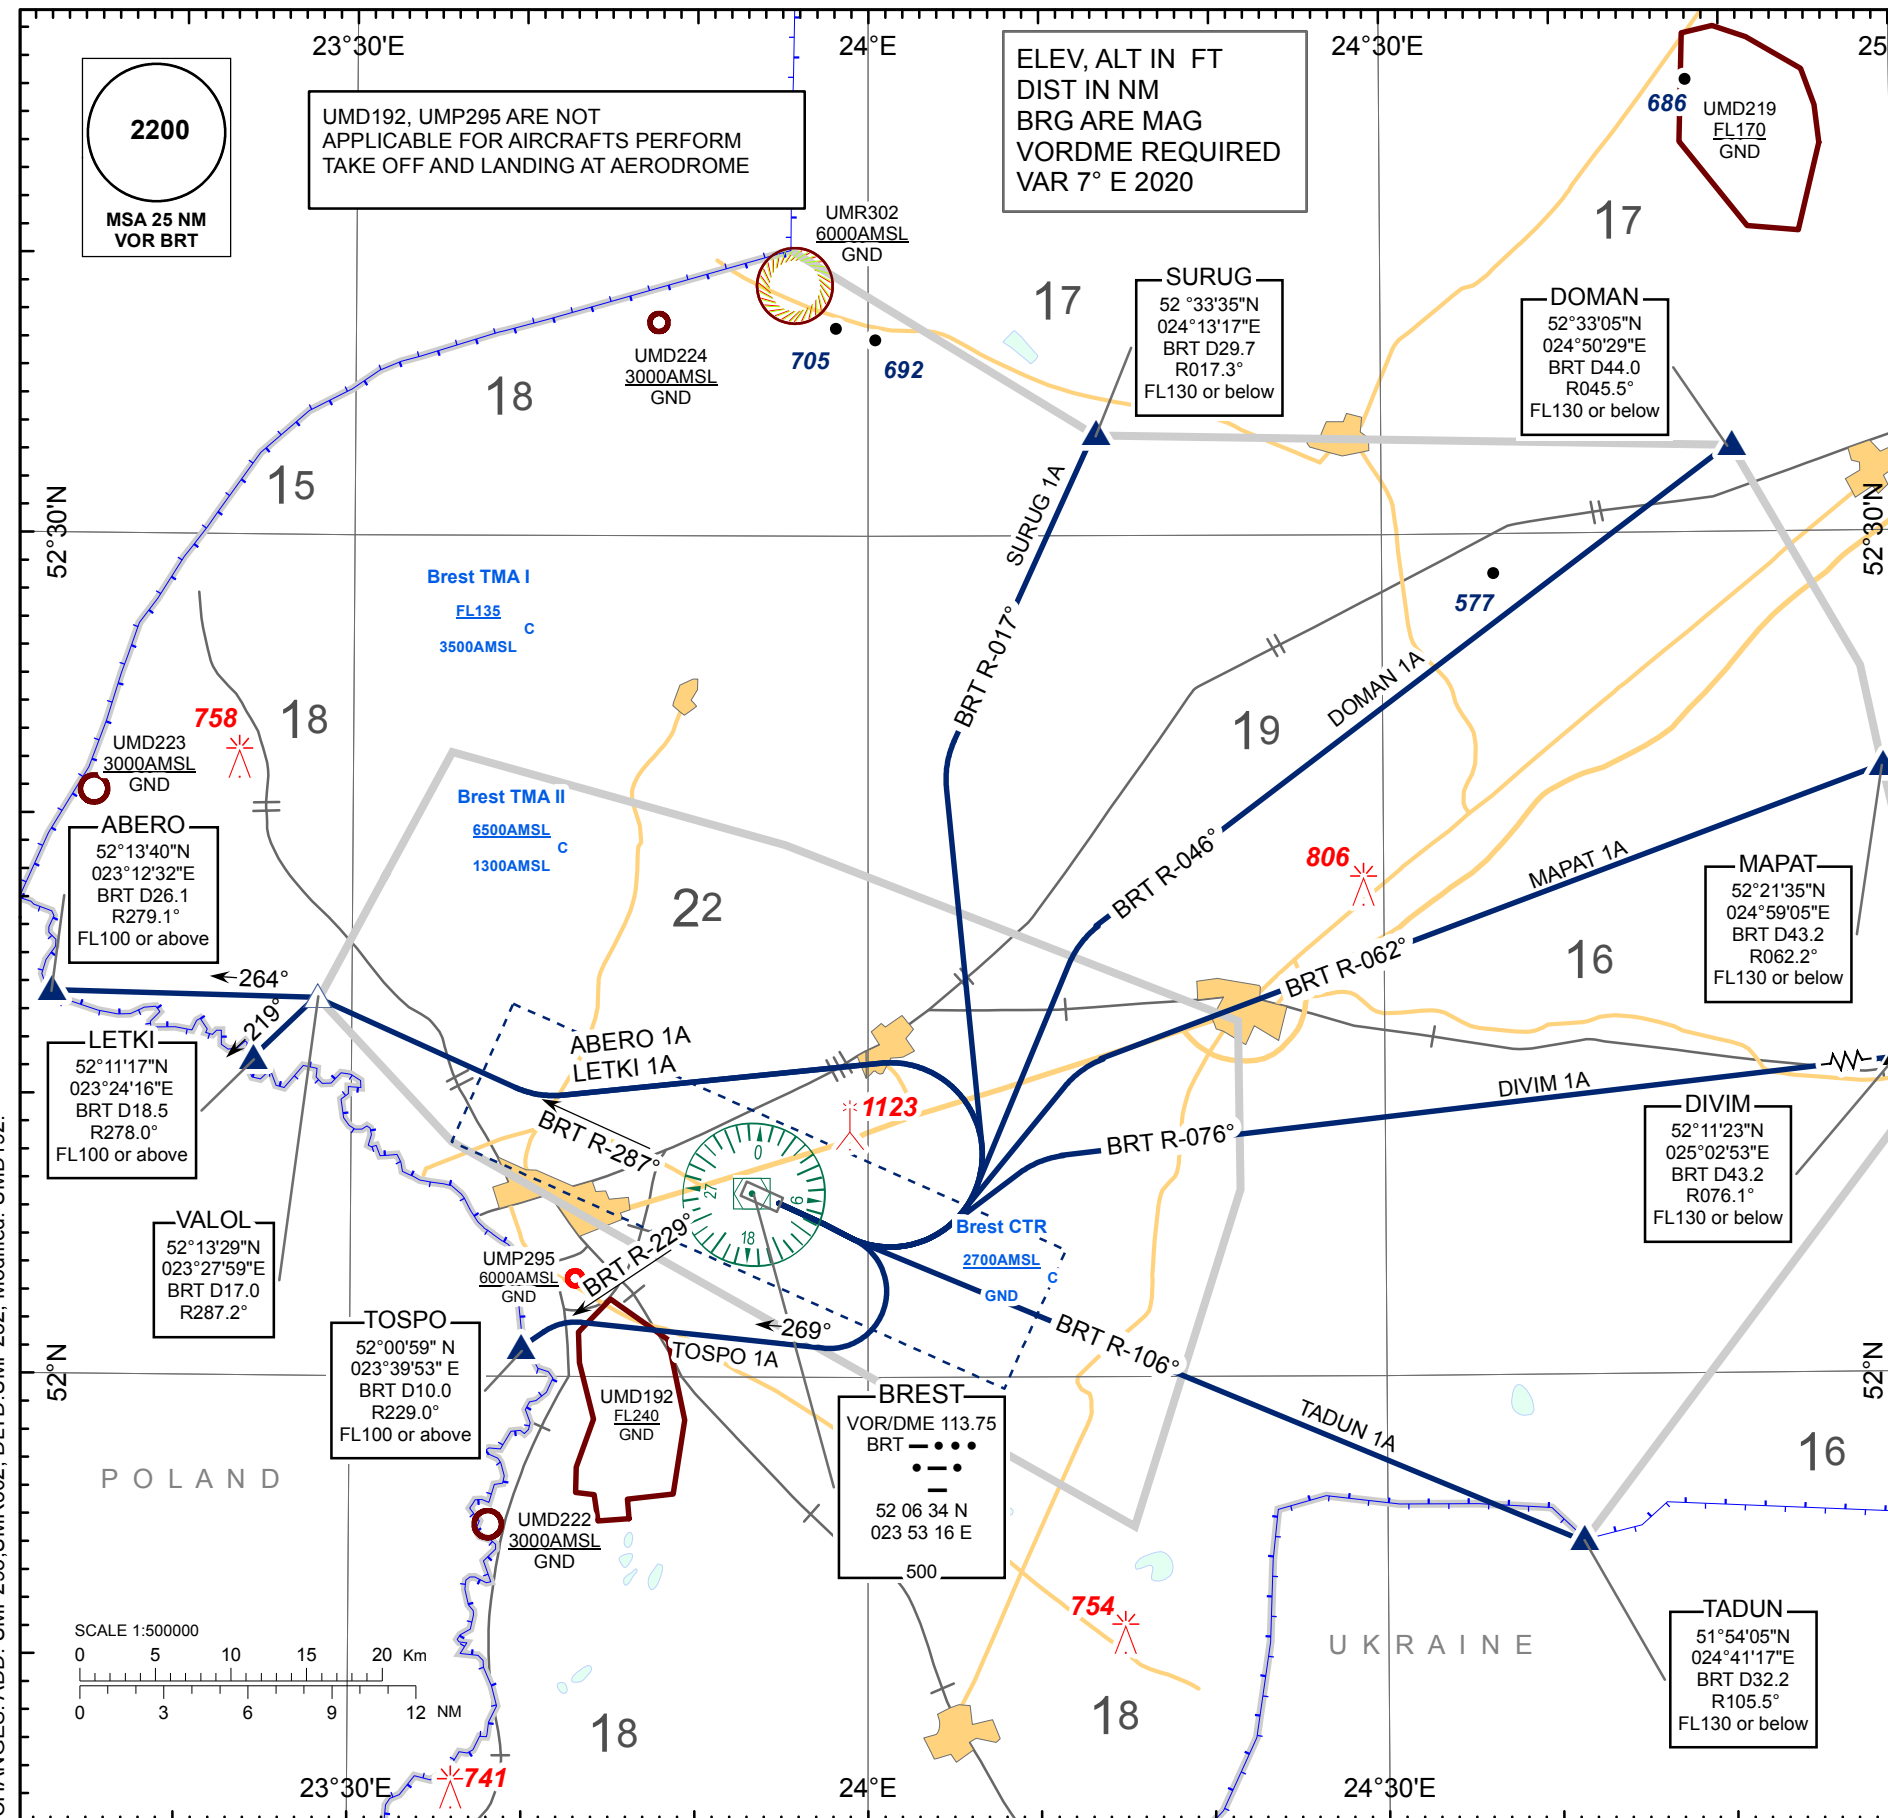 23°30'E
24°E
24°30'E
25
2200
MSA 25 NM
VOR BRT
UMD192, UMP295 ARE NOT
APPLICABLE FOR AIRCRAFTS PERFORM
TAKE OFF AND LANDING AT AERODROME
ELEV, ALT IN FT
DIST IN NM
BRG ARE MAG
VORDME REQUIRED
VAR 7° E 2020
686
UMD219
FL170
GND
17
UMR302
6000AMSL
GND
17
705
692
UMD224
3000AMSL
GND
18
SURUG
52 °33'35"N
024°13'17"E
BRT D29.7
R017.3°
FL130 or below
DOMAN
52°33'05"N
024°50'29"E
BRT D44.0
R045.5°
FL130 or below
15
52°30'N
52°30'N
SURUG 1A
BRT R-017°
Brest TMA I
FL135
C
3500AMSL
577
DOMAN 1A
BRT R-046°
19
18
758
UMD223
3000AMSL
GND
Brest TMA II
6500AMSL
C
1300AMSL
22
806
MAPAT 1A
BRT R-062°
16
ABERO
52°13'40"N
023°12'32"E
BRT D26.1
R279.1°
FL100 or above
MAPAT
52°21'35"N
024°59'05"E
BRT D43.2
R062.2°
FL130 or below
264°
219°
LETKI
52°11'17"N
023°24'16"E
BRT D18.5
R278.0°
FL100 or above
ABERO 1A
LETKI 1A
1123
BRT R-287°
BRT R-076°
DIVIM 1A
DIVIM
52°11'23"N
025°02'53"E
BRT D43.2
R076.1°
FL130 or below
0
9
18
27
VALOL
52°13'29"N
023°27'59"E
BRT D17.0
R287.2°
UMP295
6000AMSL
GND
BRT R-229°
Brest CTR
2700AMSL
C
GND
TOSPO
52°00'59" N
023°39'53" E
BRT D10.0
R229.0°
FL100 or above
269°
TOSPO 1A
BRT R-106°
TADUN 1A
52°N
52°N
UMD192
FL240
GND
BREST
VOR/DME 113.75
BRT
52 06 34 N
023 53 16 E
500
16
POLAND
UMD222
3000AMSL
GND
754
UKRAINE
TADUN
51°54'05"N
024°41'17"E
BRT D32.2
R105.5°
FL130 or below
SCALE 1:500000
0 5 10 15 20 Km
0 3 6 9 12 NM
18
18
741
23°30'E
24°E
24°30'E